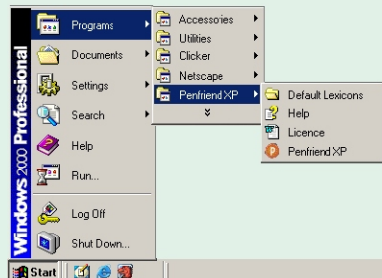 Windows 2000 Professional
Programs
Documents
Settings
Search
Help
Run...
Log Off
Shut Down...
Start
Accessories
Utilities
Clicker
Netscape
Penfriend XP
Default Lexicons
Help
Licence
Penfriend XP